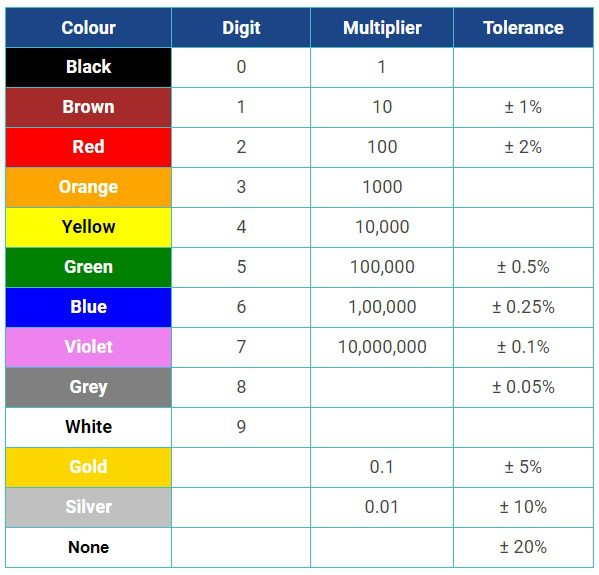 Colour Digit Multiplier Tolerance
Black 0 1
Brown 1 10 ± 1%
Red 2 100 ± 2%
Orange 3 1000
Yellow 4 10,000
Green 5 100,000 ± 0.5%
Blue 6 1,00,000 ± 0.25%
Violet 7 10,000,000 ± 0.1%
Grey 8 ± 0.05%
White 9
Gold 0.1 ± 5%
Silver 0.01 ± 10%
None ± 20%